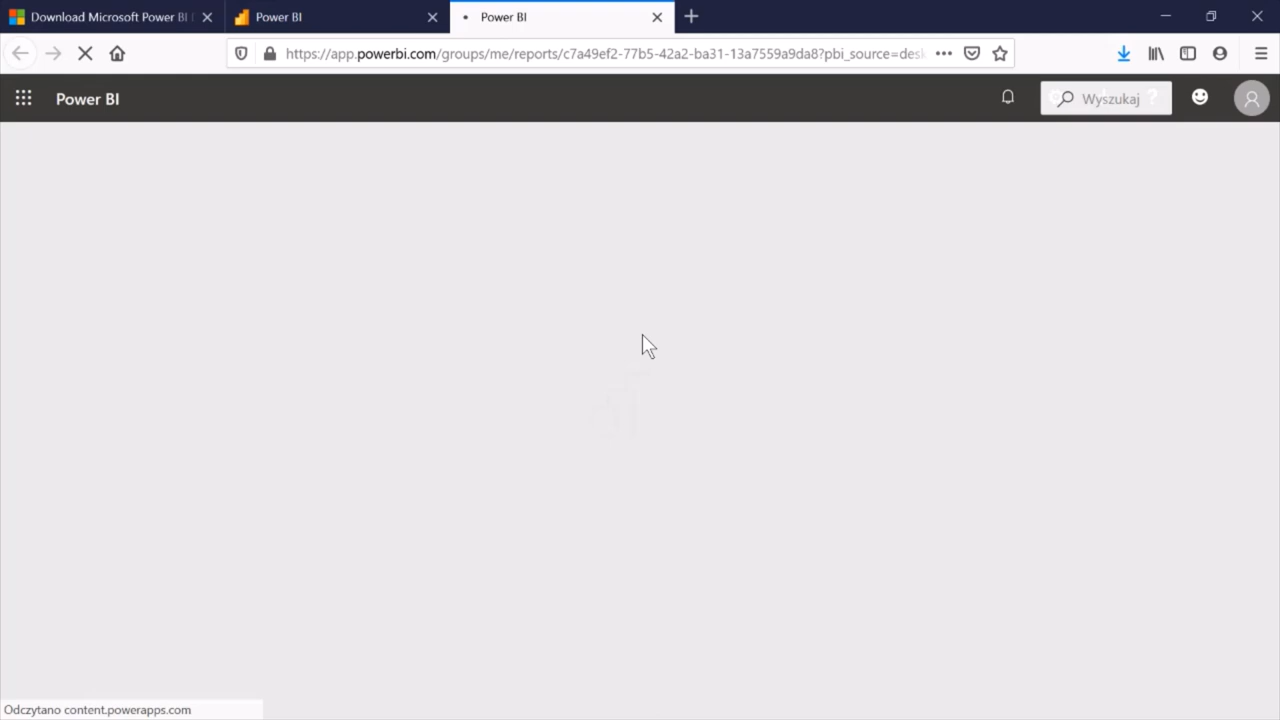 Download Microsoft Power BI
Power BI
Power BI
https://app.powerbi.com/groups/me/reports/c7a49ef2-77b5-42a2-ba31-13a7559a9da8?pbi_source=desk
Power BI
Wyszukaj
Odczytano content.powerapps.com